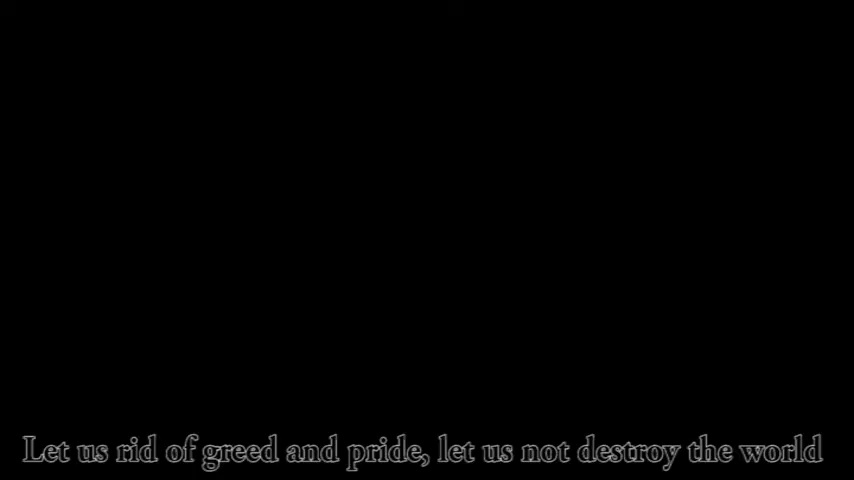 Let us rid of greed and pride, let us not destroy the world